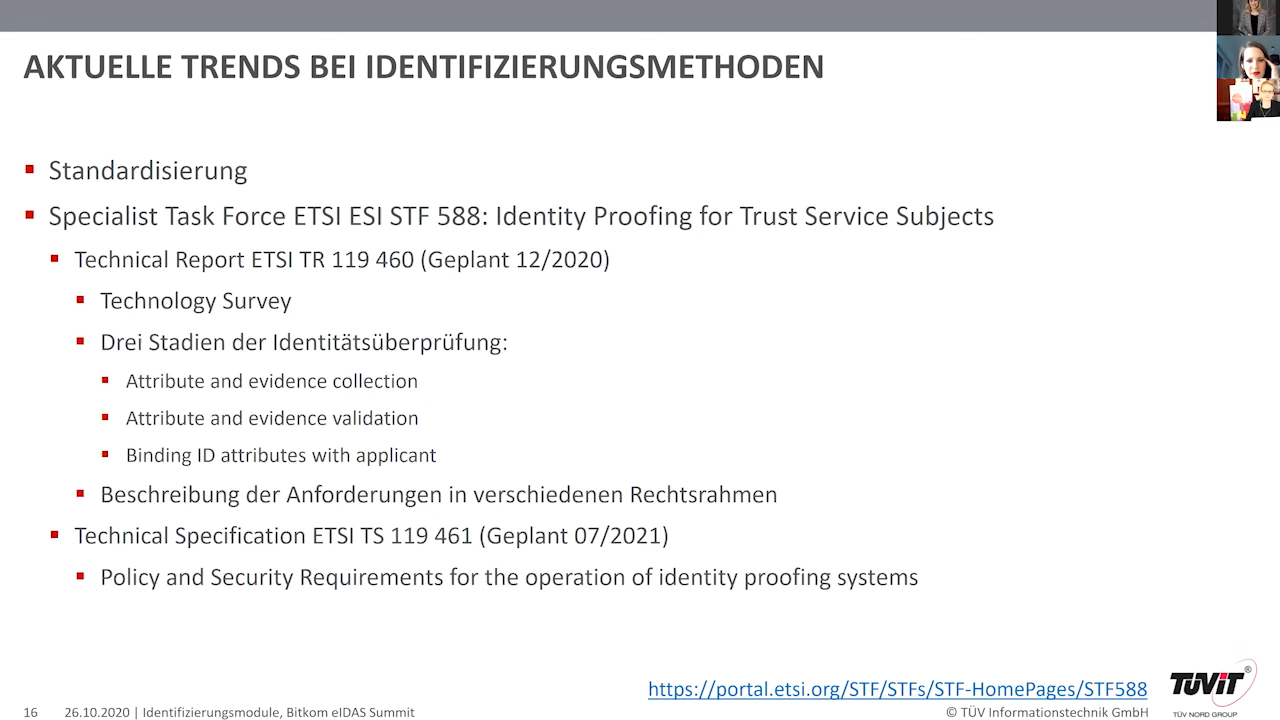 AKTUELLE TRENDS BEI IDENTIFIZIERUNGSMETHODEN
Standardisierung
Specialist Task Force ETSI ESI STF 588: Identity Proofing for Trust Service Subjects
Technical Report ETSI TR 119 460 (Geplant 12/2020)
Technology Survey
Drei Stadien der Identitätsüberprüfung:
Attribute and evidence collection
Attribute and evidence validation
Binding ID attributes with applicant
Beschreibung der Anforderungen in verschiedenen Rechtsrahmen
Technical Specification ETSI TS 119 461 (Geplant 07/2021)
Policy and Security Requirements for the operation of identity proofing systems
https://portal.etsi.org/STF/STFs/STF-HomePages/STF588
TÜViT®
TÜV NORD GROUP
16 26.10.2020 | Identifizierungsmodule, Bitkom eIDAS Summit
© TÜV Informationstechnik GmbH